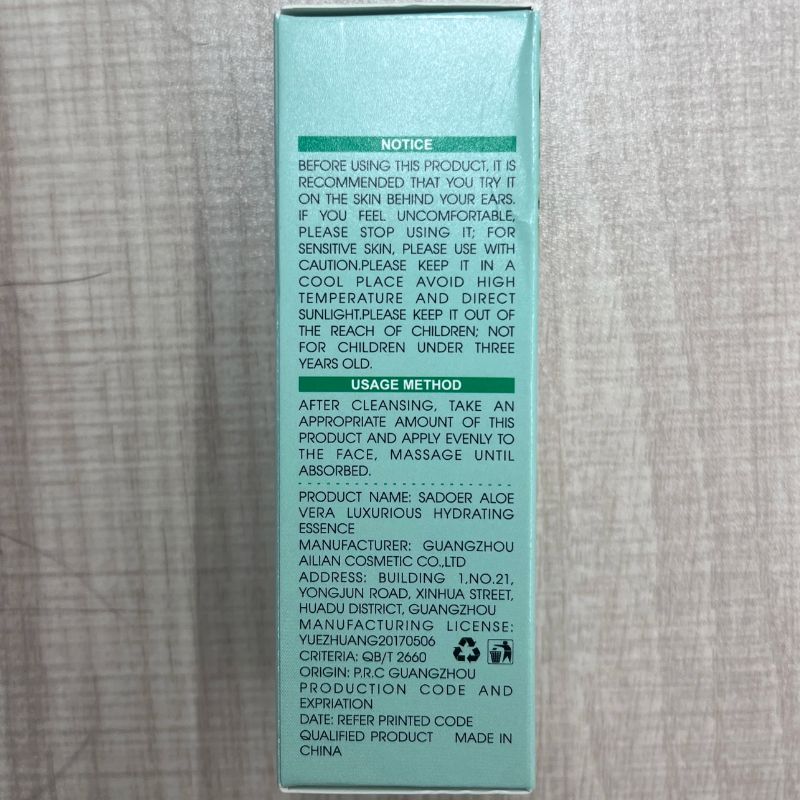 NOTICE
BEFORE USING THIS PRODUCT, IT IS
RECOMMENDED THAT YOU TRY IT
ON THE SKIN BEHIND YOUR EARS.
IF YOU FEEL UNCOMFORTABLE,
PLEASE STOP USING IT; FOR
SENSITIVE SKIN, PLEASE USE WITH
CAUTION.PLEASE KEEP IT IN A
COOL PLACE AVOID HIGH
TEMPERATURE AND DIRECT
SUNLIGHT.PLEASE KEEP IT OUT OF
THE REACH OF CHILDREN; NOT
FOR CHILDREN UNDER THREE
YEARS OLD.
USAGE METHOD
AFTER CLEANSING, TAKE AN
APPROPRIATE AMOUNT OF THIS
PRODUCT AND APPLY EVENLY TO
THE FACE, MASSAGE UNTIL
ABSORBED.
PRODUCT NAME: SADOER ALOE
VERA LUXURIOUS HYDRATING
ESSENCE
MANUFACTURER: GUANGZHOU
AILIAN COSMETIC CO.,LTD
ADDRESS: BUILDING 1,NO.21,
YONGJUN ROAD, XINHUA STREET,
HUADU DISTRICT, GUANGZHOU
MANUFACTURING LICENSE:
YUEZHUANG20170506
CRITERIA: QB/T 2660
ORIGIN: P.R.C GUANGZHOU
PRODUCTION CODE AND
EXPRIATION
DATE: REFER PRINTED CODE
QUALIFIED PRODUCT MADE IN
CHINA